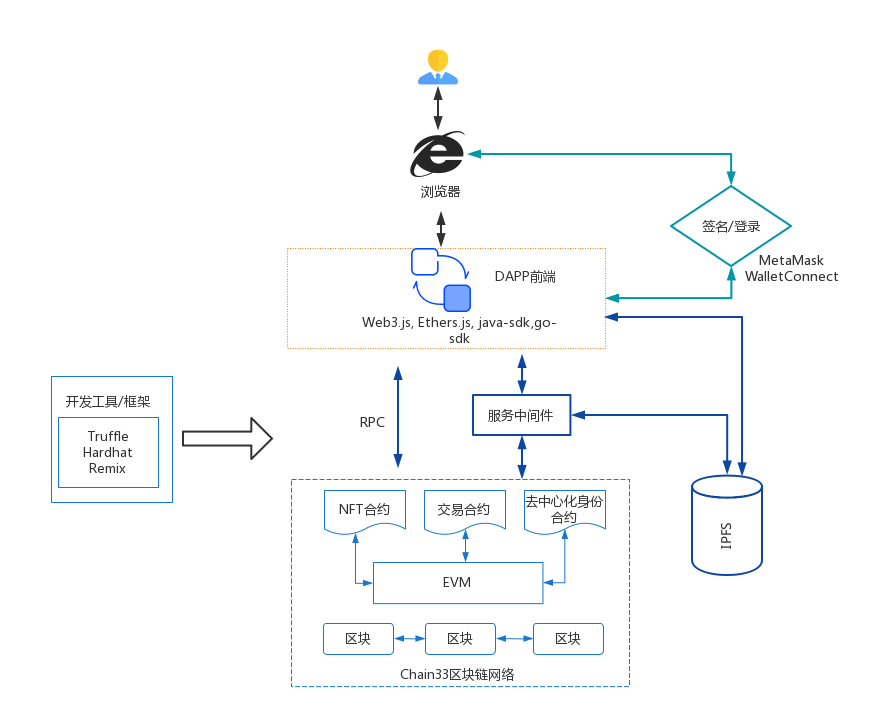 浏览器
签名/登录
MetaMask
WalletConnect
DAPP前端
Web3.js, Ethers.js, java-sdk,go-
sdk
开发工具/框架
Truffle
Hardhat
Remix
RPC
服务中间件
NFT合约
交易合约
去中心化身份
合约
IPFS
EVM
区块
区块
区块
Chain33区块链网络